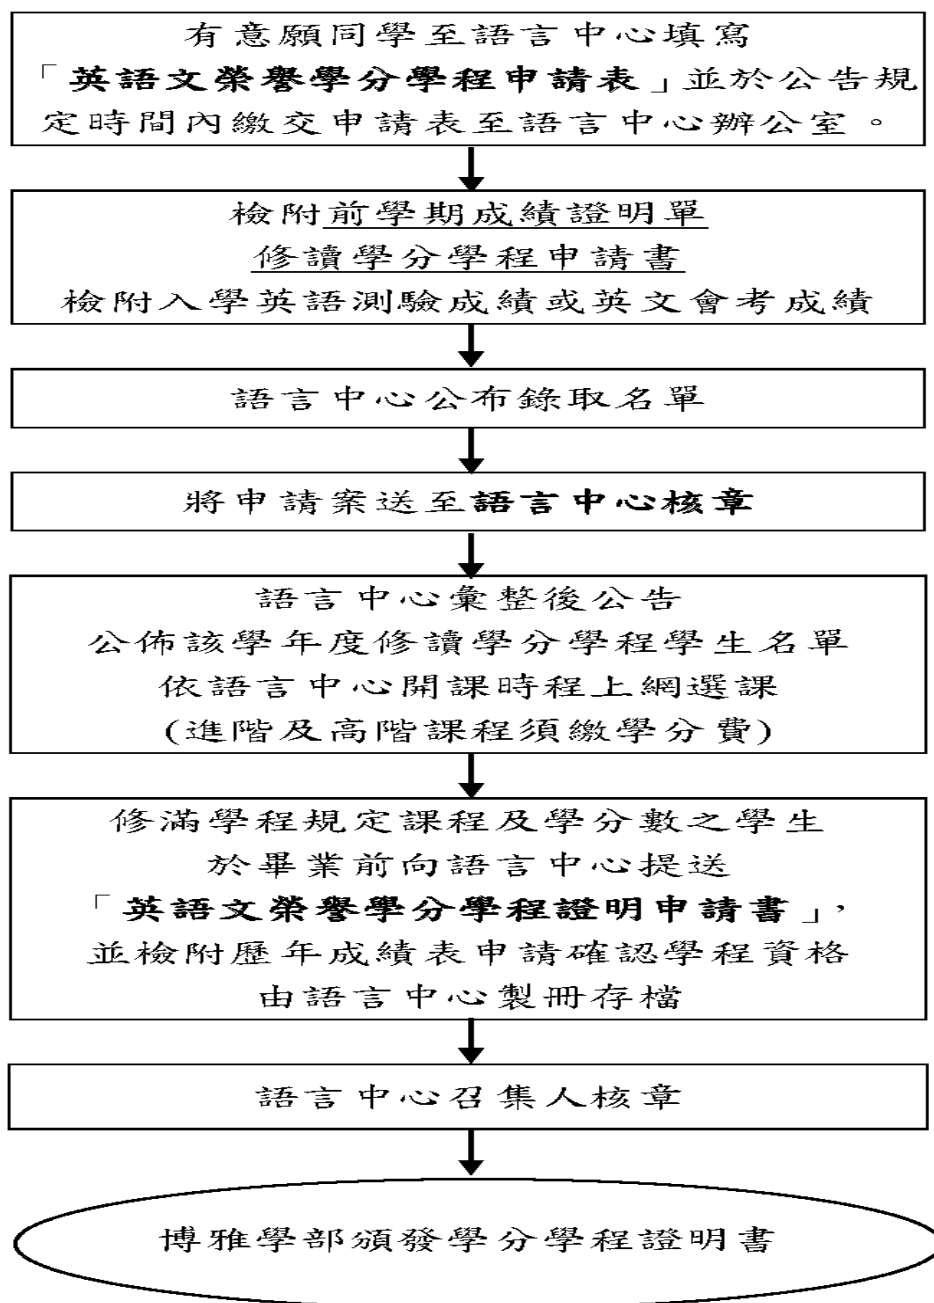 有意願同學至語言中心填寫
「英語文榮譽學分學程申請表」並於公告規
定時間內繳交申請表至語言中心辦公室。
檢附前學期成績證明單
修讀學分學程申請書
檢附入學英語測驗成績或英文會考成績
語言中心公布錄取名單
將申請案送至語言中心核章
語言中心彙整後公告
公佈該學年度修讀學分學程學生名單
依語言中心開課時程上網選課
(進階及高階課程須繳學分費)
修滿學程規定課程及學分數之學生
於畢業前向語言中心提送
「英語文榮譽學分學程證明申請書」,
並檢附歷年成績表申請確認學程資格
由語言中心製冊存檔
語言中心召集人核章
博雅學部頒發學分學程證明書